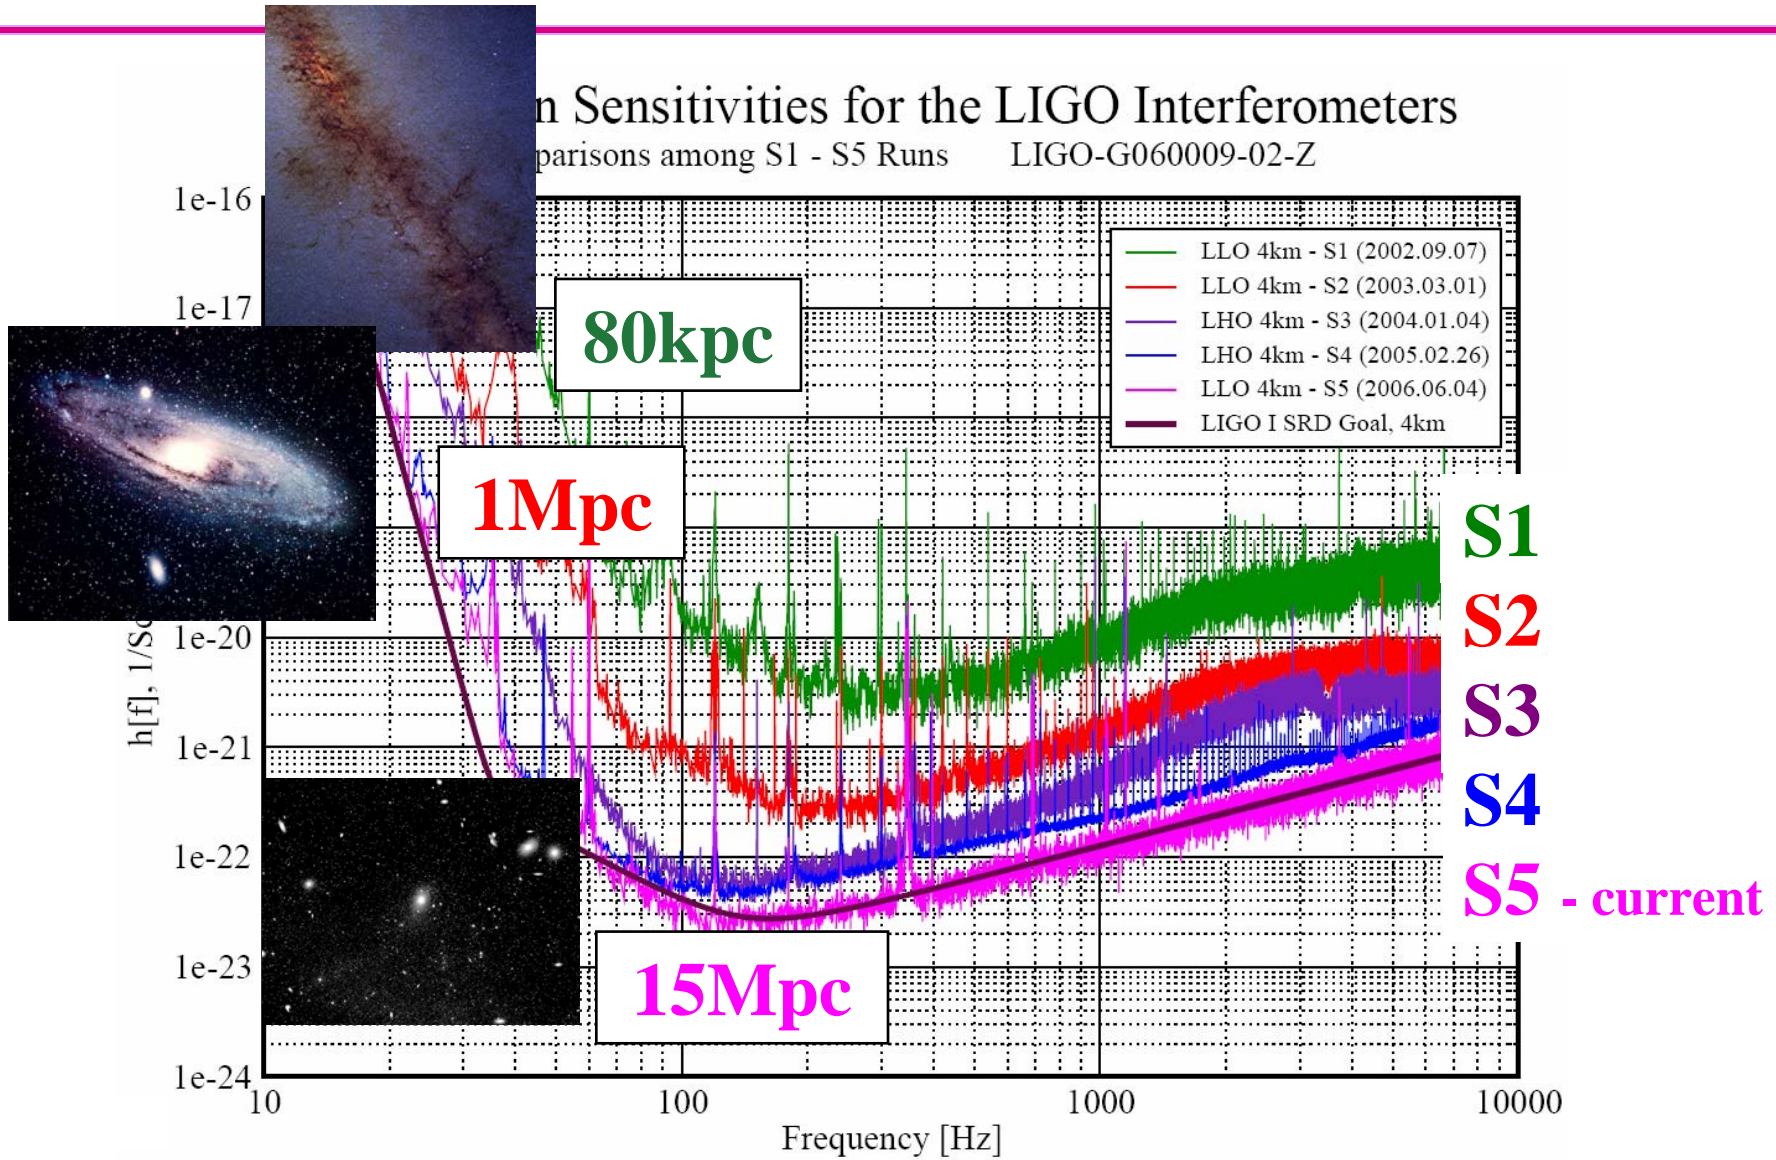 n Sensitivities for the LIGO Interferometers
parisons among S1 - S5 Runs LIGO-G060009-02-Z
1e-16
1e-17
1e-20
1e-21
1e-22
1e-23
1e-24
h[f], 1/S
80kpc
1Mpc
15Mpc
LLO 4km - S1 (2002.09.07)
LLO 4km - S2 (2003.03.01)
LHO 4km - S3 (2004.01.04)
LHO 4km - S4 (2005.02.26)
LLO 4km - S5 (2006.06.04)
LIGO I SRD Goal, 4km
S1
S2
S3
S4
S5 - current
10 100 1000 10000
Frequency [Hz]